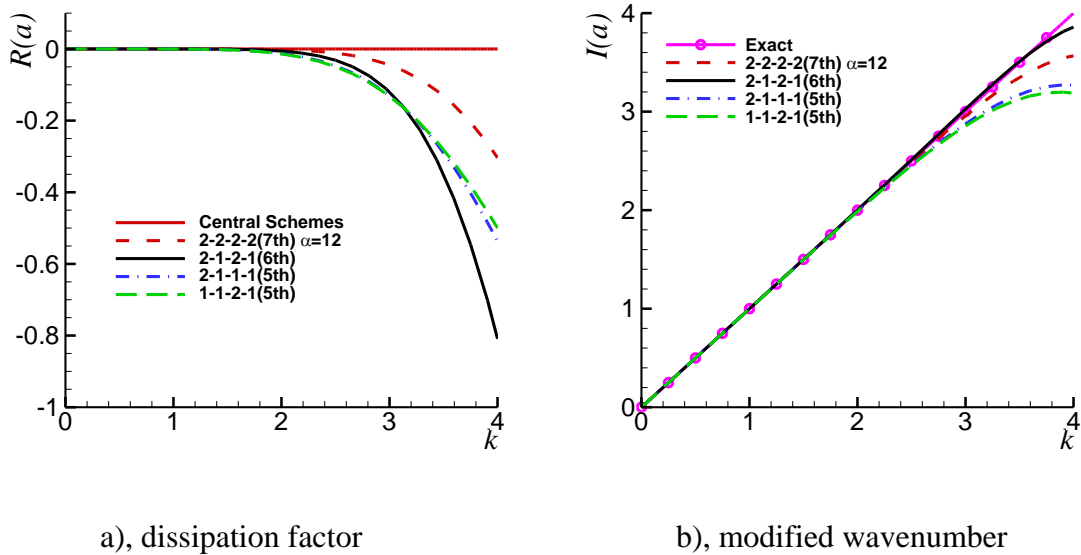 R(a)
0
-0.2
-0.4
-0.6
-0.8
-1
0 1 2 3 4
k
Central Schemes
2-2-2-2(7th) α=12
2-1-2-1(6th)
2-1-1-1(5th)
1-1-2-1(5th)
a), dissipation factor
I(a)
4
3
2
1
0
0 1 2 3 4
k
Exact
2-2-2-2(7th) α=12
2-1-2-1(6th)
2-1-1-1(5th)
1-1-2-1(5th)
b), modified wavenumber